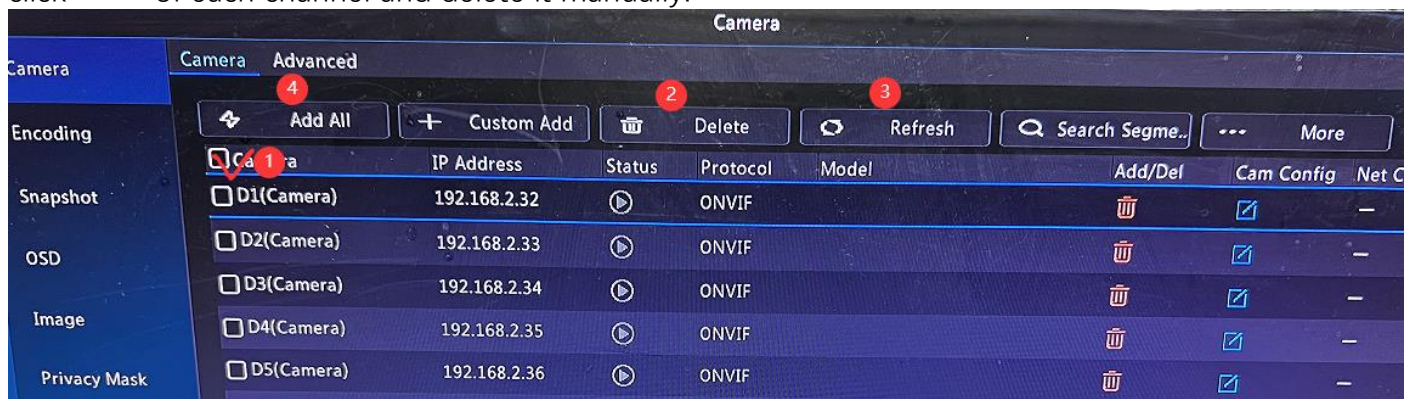 Camera
Camera
Camera Advanced
4
2
3
Add All
Custom Add
Delete
Refresh
Search Segme..
More
Encoding
1
IP Address
Status
Protocol
Model
Add/Del
Cam Config
Net C
Snapshot
D1(Camera) 192.168.2.32 ONVIF
OSD
D2(Camera) 192.168.2.33 ONVIF
D3(Camera) 192.168.2.34 ONVIF
Image
D4(Camera) 192.168.2.35 ONVIF
Privacy Mask
D5(Camera) 192.168.2.36 ONVIF